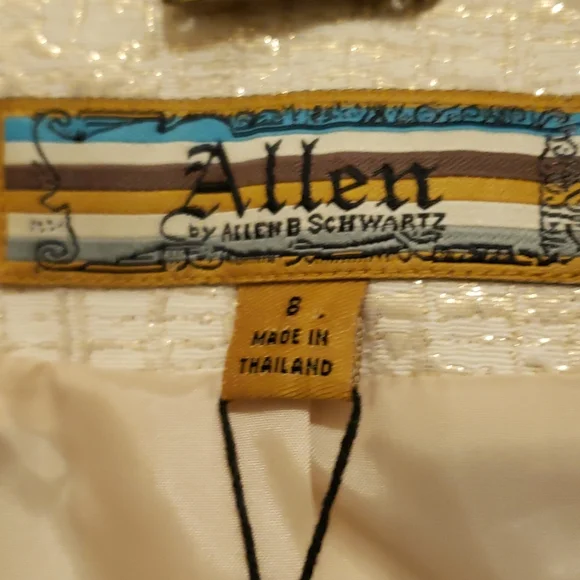 Allen
by ALLEN B SCHWARTZ
8
MADE IN
THAILAND